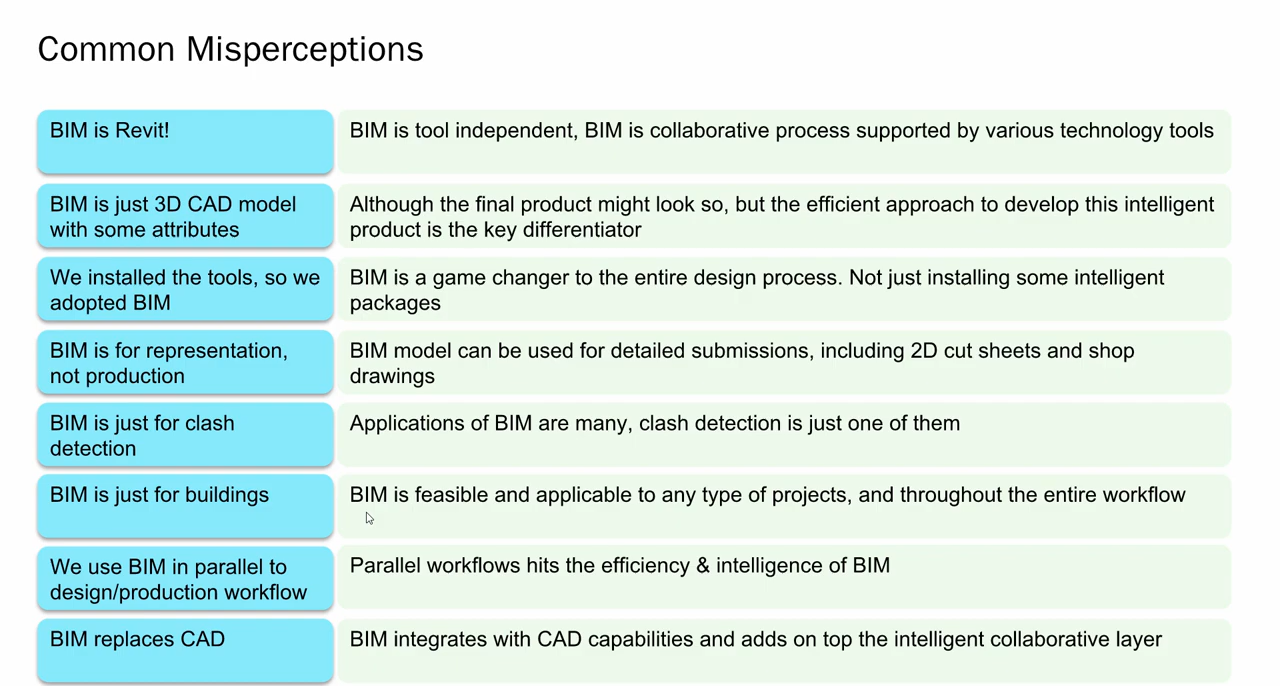 Common Misperceptions
BIM is Revit!
BIM is tool independent, BIM is collaborative process supported by various technology tools
BIM is just 3D CAD model
with some attributes
Although the final product might look so, but the efficient approach to develop this intelligent
product is the key differentiator
We installed the tools, so we
adopted BIM
BIM is a game changer to the entire design process. Not just installing some intelligent
packages
BIM is for representation,
not production
BIM model can be used for detailed submissions, including 2D cut sheets and shop
drawings
BIM is just for clash
detection
Applications of BIM are many, clash detection is just one of them
BIM is just for buildings
BIM is feasible and applicable to any type of projects, and throughout the entire workflow
We use BIM in parallel to
design/production workflow
Parallel workflows hits the efficiency & intelligence of BIM
BIM replaces CAD
BIM integrates with CAD capabilities and adds on top the intelligent collaborative layer